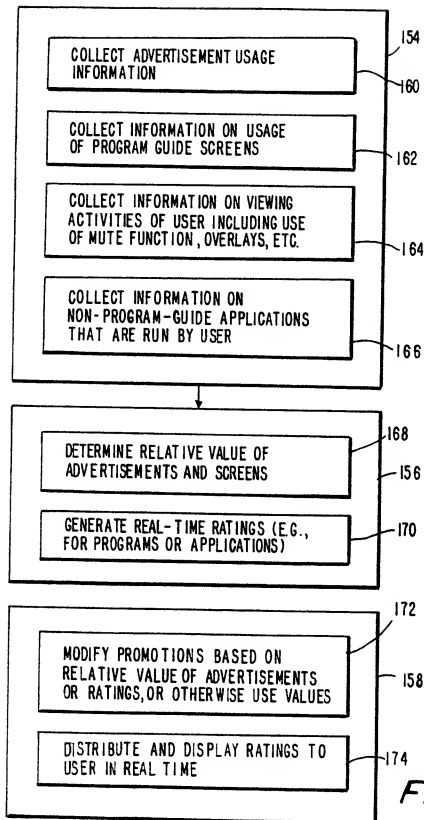 154
COLLECT ADVERTISEMENT USAGE
INFORMATION
160
COLLECT INFORMATION ON USAGE
OF PROGRAM GUIDE SCREENS
162
COLLECT INFORMATION ON VIEWING
ACTIVITIES OF USER INCLUDING USE
OF MUTE FUNCTION, OVERLAYS, ETC.
164
COLLECT INFORMATION ON
NON-PROGRAM-GUIDE APPLICATIONS
THAT ARE RUN BY USER
166
168
DETERMINE RELATIVE VALUE OF
ADVERTISEMENTS AND SCREENS
156
GENERATE REAL-TIME RATINGS (E.G.,
FOR PROGRAMS OR APPLICATIONS)
170
172
MODIFY PROMOTIONS BASED ON
RELATIVE VALUE OF ADVERTISEMENTS
OR RATINGS, OR OTHERWISE USE VALUES
158
DISTRIBUTE AND DISPLAY RATINGS TO
USER IN REAL TIME
174